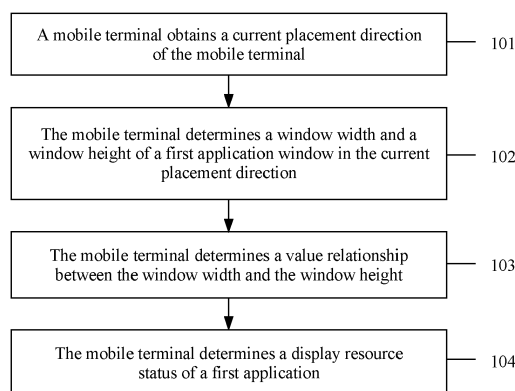 A mobile terminal obtains a current placement direction
of the mobile terminal
101
The mobile terminal determines a window width and a
window height of a first application window in the current
placement direction
102
The mobile terminal determines a value relationship
between the window width and the window height
103
The mobile terminal determines a display resource
status of a first application
104